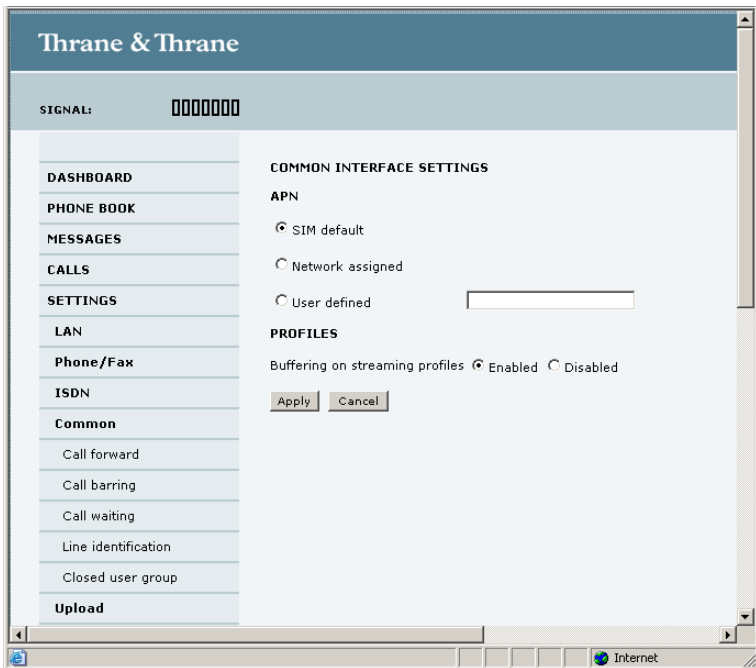 Thrane & Thrane
SIGNAL:
DASHBOARD
PHONE BOOK
MESSAGES
CALLS
SETTINGS
LAN
Phone/Fax
ISDN
Common
Call forward
Call barring
Call waiting
Line identification
Closed user group
Upload
COMMON INTERFACE SETTINGS
APN
SIM default
Network assigned
User defined
PROFILES
Buffering on streaming profiles Enabled Disabled
Apply Cancel
Internet